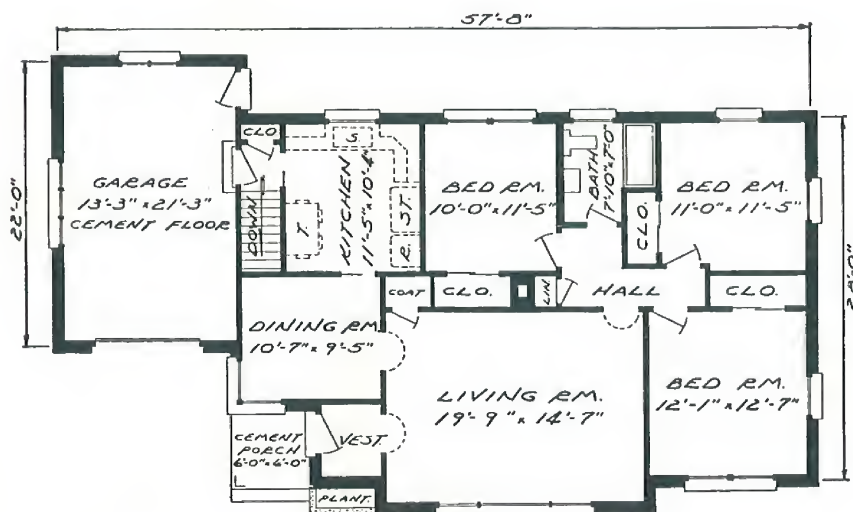 57'-8"
22'-0"
GARAGE
13'-3" x 21'-3"
CEMENT FLOOR
CLO
DOWN
S.
T.
KITCHEN
11'-5" x 10'-4"
ST.
R.
BED RM.
10'-0" x 11'-5"
BATH
7'-10" x 7'-0"
CLO.
BED RM.
11'-0" x 11'-5"
COAT
CLO.
LIN
HALL
CLO.
DINING RM
10'-7" x 9'-5"
LIVING RM.
19'-9" x 14'-7"
BED RM.
12'-1" x 12'-7"
CEMENT
PORCH
6'-0" x 6'-0"
VEST.
PLANT.